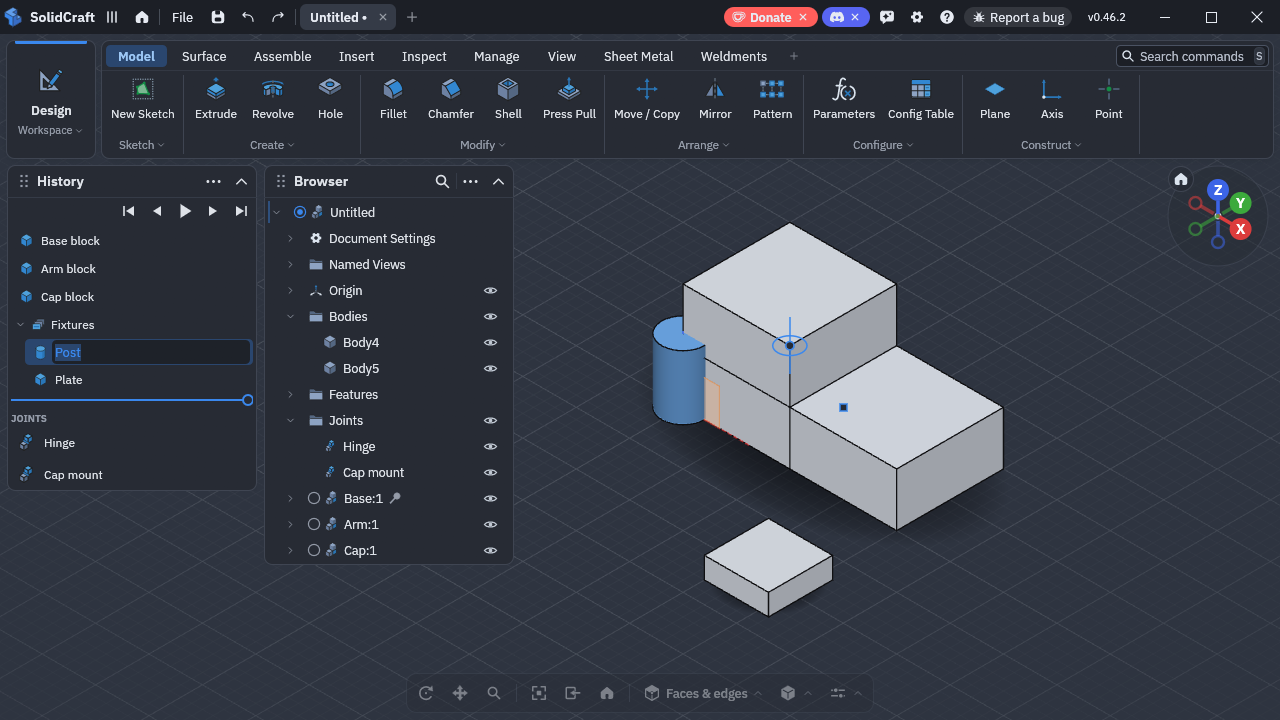 SolidCraft
File
Untitled •
Donate
Report a bug
v0.46.2
Design
Workspace
Model
Surface
Assemble
Insert
Inspect
Manage
View
Sheet Metal
Weldments
Search commands
S
New Sketch
Extrude
Revolve
Hole
Fillet
Chamfer
Shell
Press Pull
Move / Copy
Mirror
Pattern
Parameters
Config Table
Plane
Axis
Point
Sketch
Create
Modify
Arrange
Configure
Construct
History
Base block
Arm block
Cap block
Fixtures
Post
Plate
JOINTS
Hinge
Cap mount
Browser
Untitled
Document Settings
Named Views
Origin
Bodies
Body4
Body5
Features
Joints
Hinge
Cap mount
Base:1
Arm:1
Cap:1
Z
Y
X
Faces & edges